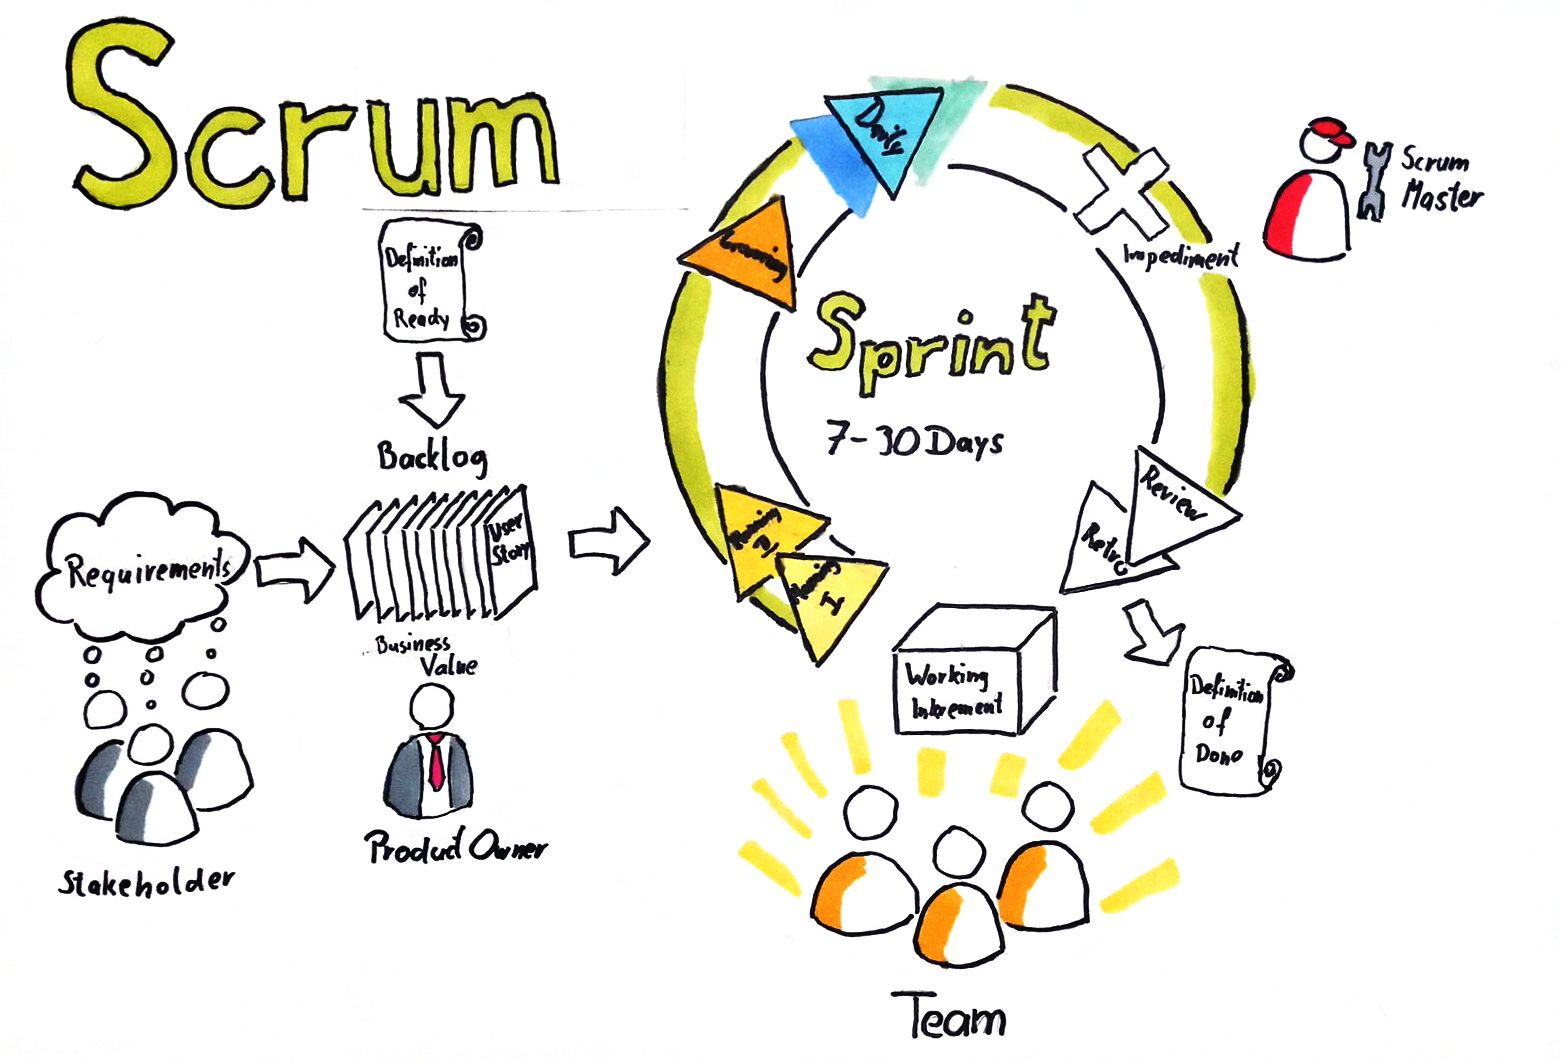 Scrum
Definition
of
Ready
Backlog
Requirements
User
Story
Business
Value
Stakeholder
Product Owner
Daily
Grooming
Sprint
7-30 Days
Planning
II
Planning
I
Impediment
Scrum
Master
Review
Retro
Working
Inkrement
Definition
of
Done
Team